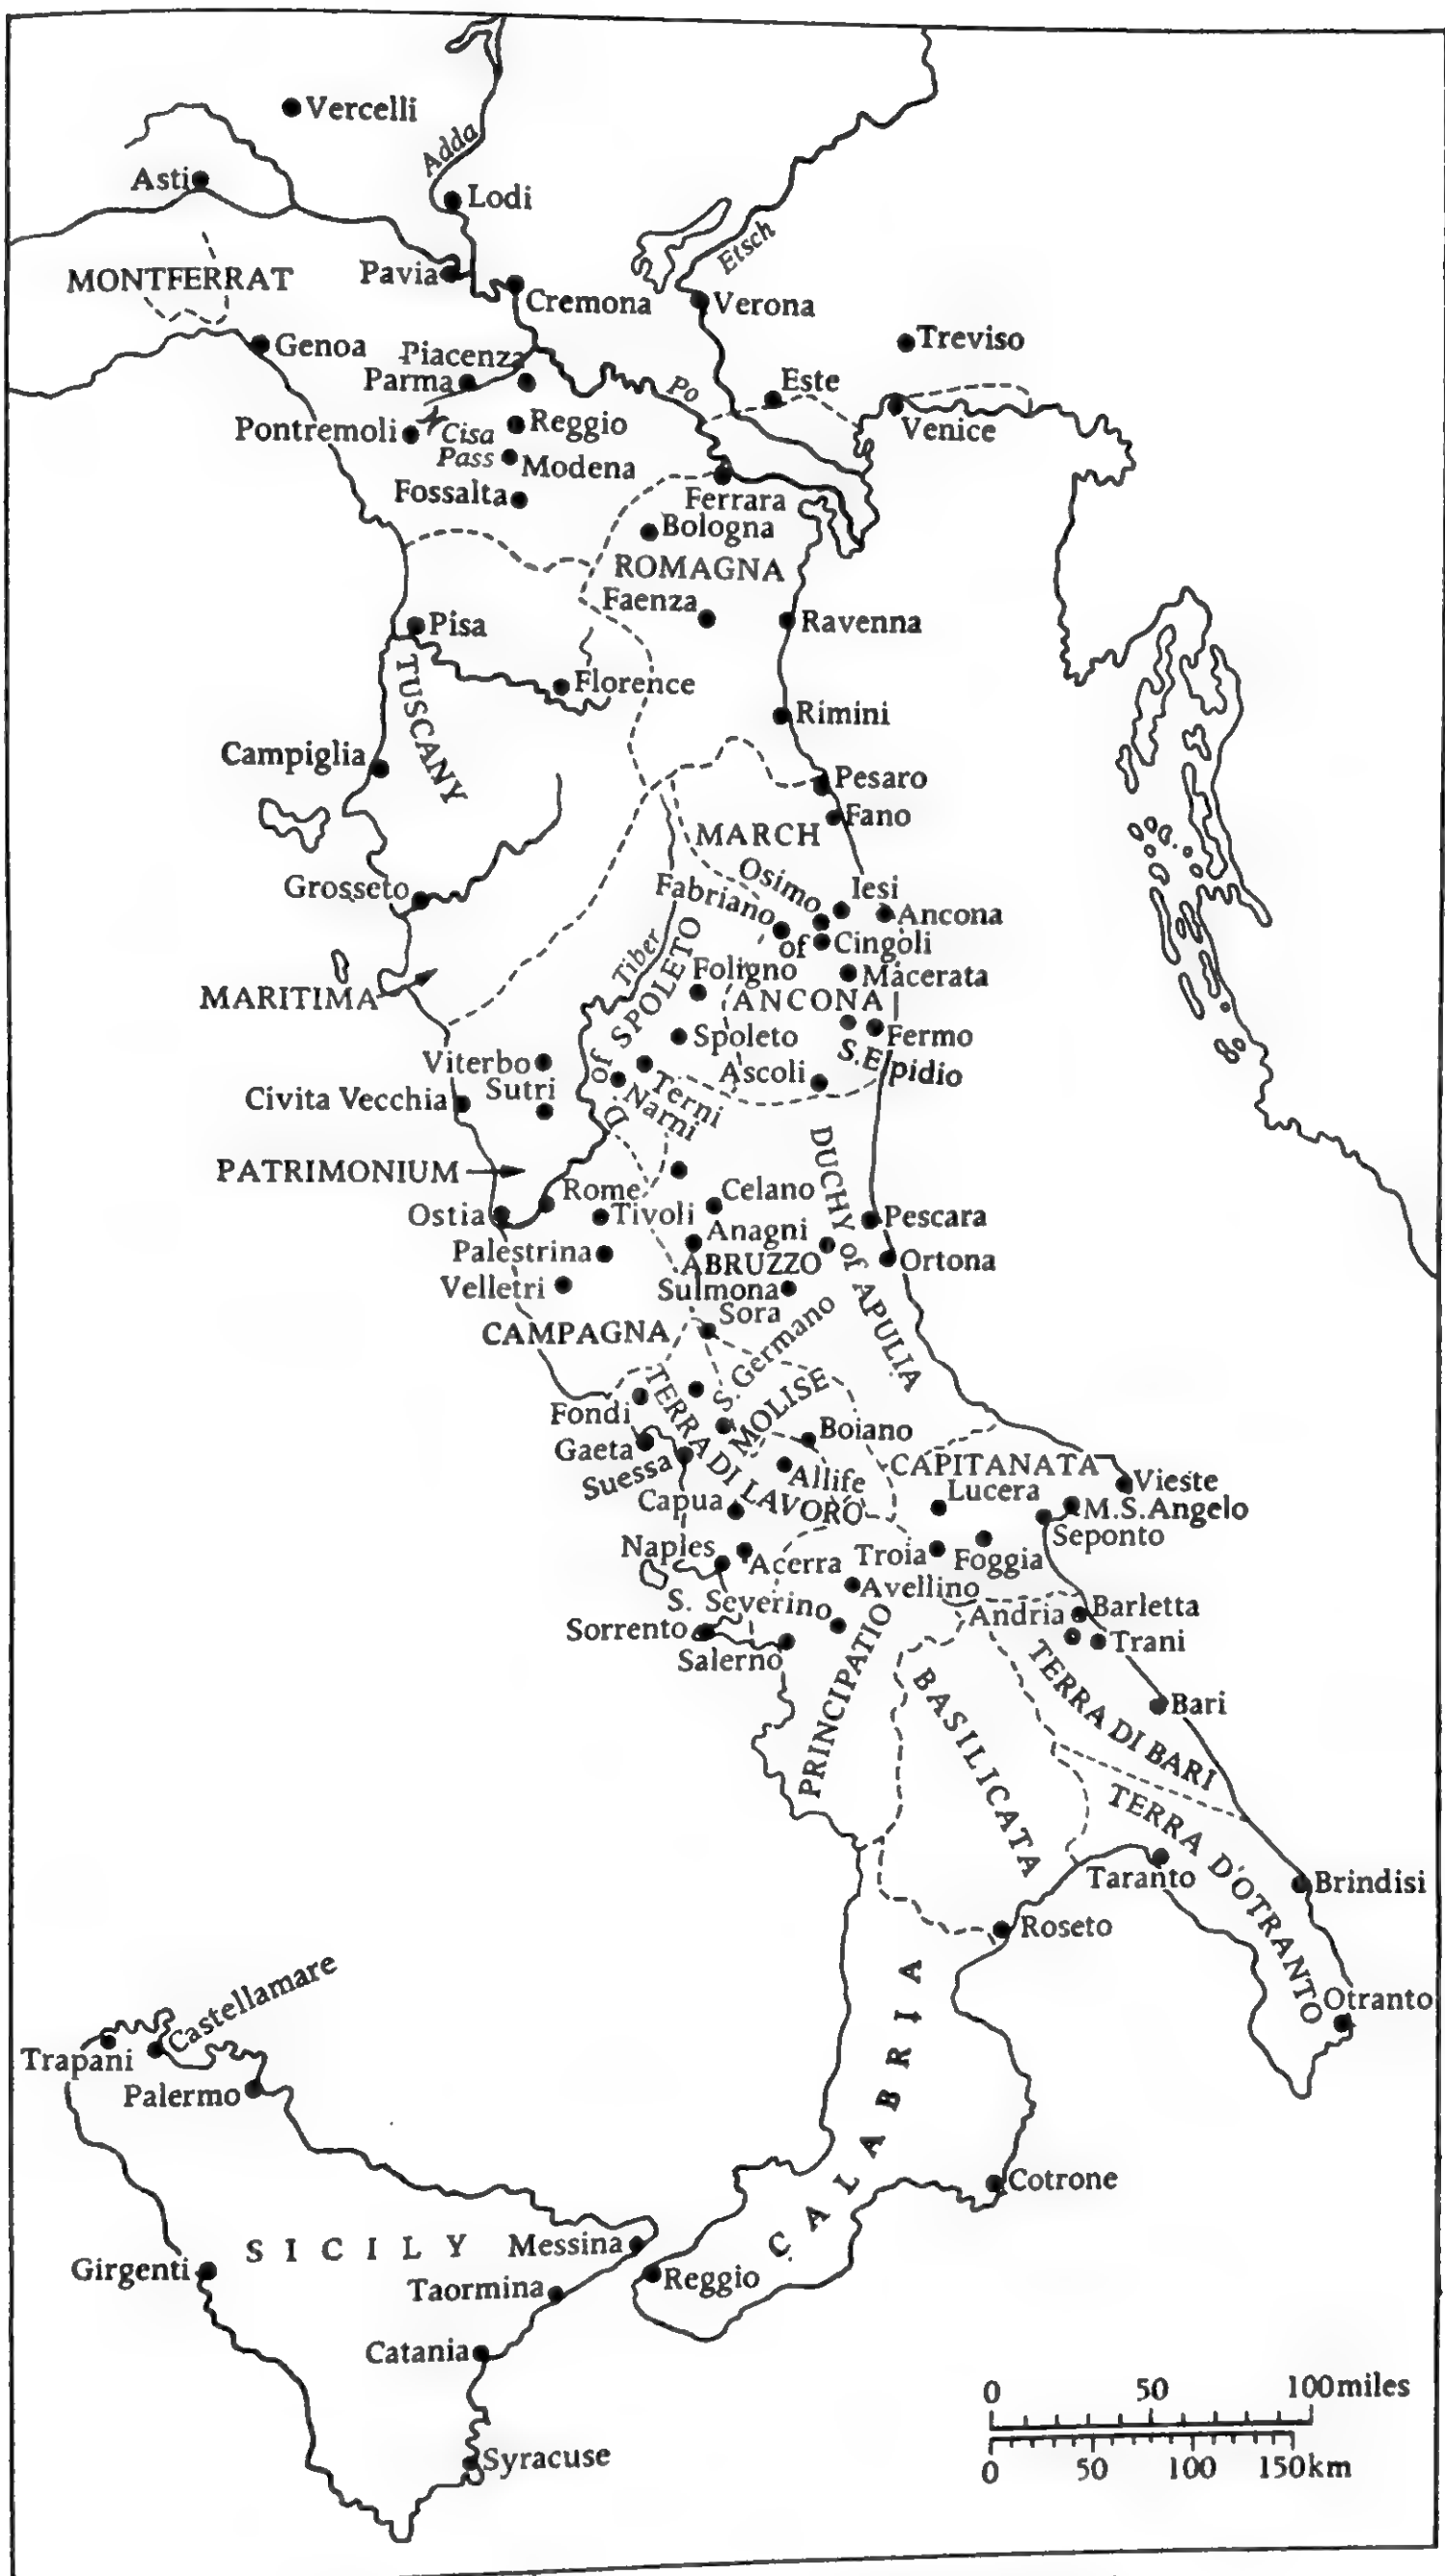 Vercelli
Adda
Asti
Lodi
Etsch
MONTFERRAT
Pavia
Cremona
Verona
Genoa
Treviso
Piacenza
Parma
Po
Este
Venice
Pontremoli
Cisa
Pass
Reggio
Modena
Fossalta
Ferrara
Bologna
ROMAGNA
Faenza
Ravenna
Pisa
TUSCANY
Florence
Rimini
Campiglia
Pesaro
Fano
MARCH
Osimo
Iesi
Grosseto
Fabriano
Ancona
of
Cingoli
Tiber
Foligno
Macerata
MARITIMA
ANCONA
D. of SPOLETO
Spoleto
Fermo
S.Elpidio
Viterbo
Ascoli
Civita Vecchia
Sutri
Terni
Narni
PATRIMONIUM
DUCHY of APULIA
Rome
Celano
Ostia
Tivoli
Pescara
Anagni
Palestrina
ABRUZZO
Ortona
Velletri
Sulmona
Sora
CAMPAGNA
S. Germano
TERRA DI LAVORO
MOLISE
Fondi
Boiano
Gaeta
CAPITANATA
Suessa
Allife
Vieste
Capua
Lucera
M.S.Angelo
Seponto
Naples
Acerra
Troia
Foggia
Avellino
S. Severino
Andria
Barletta
Sorrento
Trani
Salerno
PRINCIPATIO
BASILICATA
TERRA DI BARI
Bari
TERRA D'OTRANTO
Taranto
Brindisi
Roseto
CALABRIA
Otranto
Castellamare
Trapani
Palermo
Cotrone
SICILY
Messina
Girgenti
Reggio
Taormina
Catania
Syracuse
0 50 100miles
0 50 100 150km